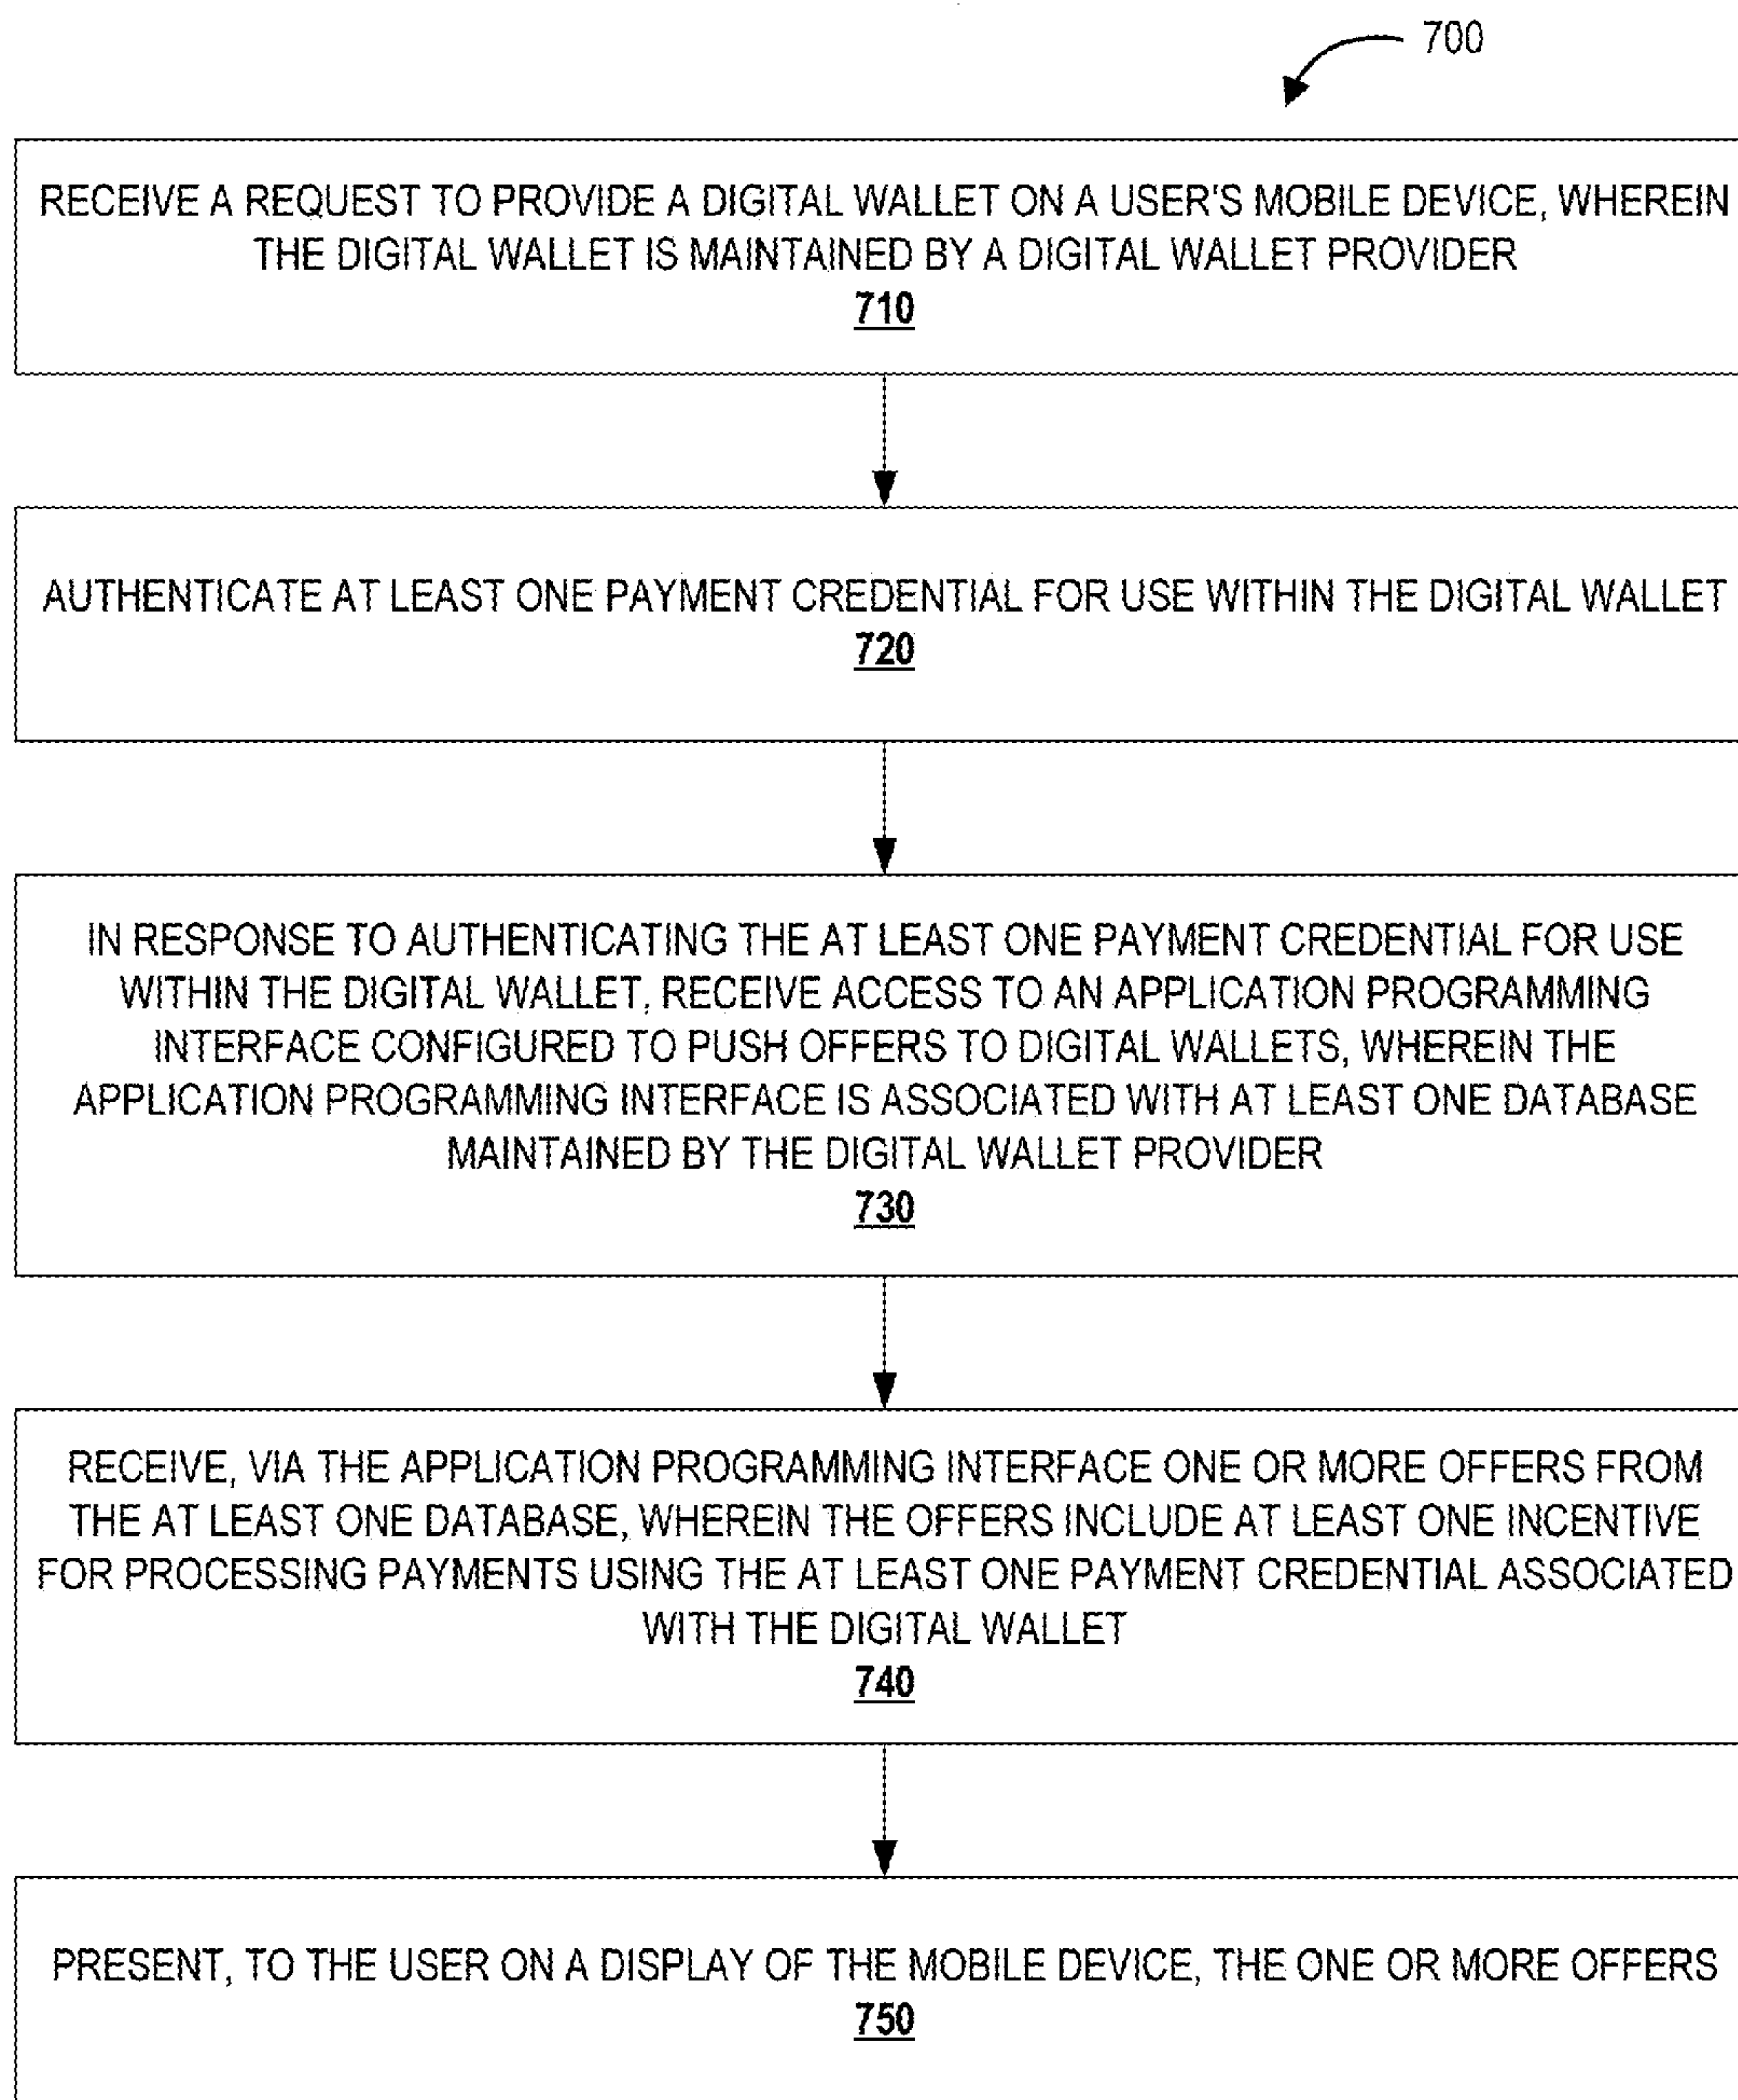 700
RECEIVE A REQUEST TO PROVIDE A DIGITAL WALLET ON A USER'S MOBILE DEVICE, WHEREIN
THE DIGITAL WALLET IS MAINTAINED BY A DIGITAL WALLET PROVIDER
710
AUTHENTICATE AT LEAST ONE PAYMENT CREDENTIAL FOR USE WITHIN THE DIGITAL WALLET
720
IN RESPONSE TO AUTHENTICATING THE AT LEAST ONE PAYMENT CREDENTIAL FOR USE
WITHIN THE DIGITAL WALLET, RECEIVE ACCESS TO AN APPLICATION PROGRAMMING
INTERFACE CONFIGURED TO PUSH OFFERS TO DIGITAL WALLETS, WHEREIN THE
APPLICATION PROGRAMMING INTERFACE IS ASSOCIATED WITH AT LEAST ONE DATABASE
MAINTAINED BY THE DIGITAL WALLET PROVIDER
730
RECEIVE, VIA THE APPLICATION PROGRAMMING INTERFACE ONE OR MORE OFFERS FROM
THE AT LEAST ONE DATABASE, WHEREIN THE OFFERS INCLUDE AT LEAST ONE INCENTIVE
FOR PROCESSING PAYMENTS USING THE AT LEAST ONE PAYMENT CREDENTIAL ASSOCIATED
WITH THE DIGITAL WALLET
740
PRESENT, TO THE USER ON A DISPLAY OF THE MOBILE DEVICE, THE ONE OR MORE OFFERS
750